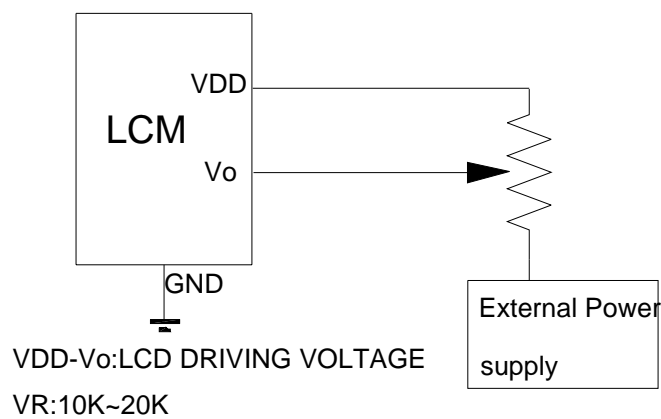 VDD
LCM
Vo
GND
External Power
supply
VDD-Vo:LCD DRIVING VOLTAGE
VR:10K~20K